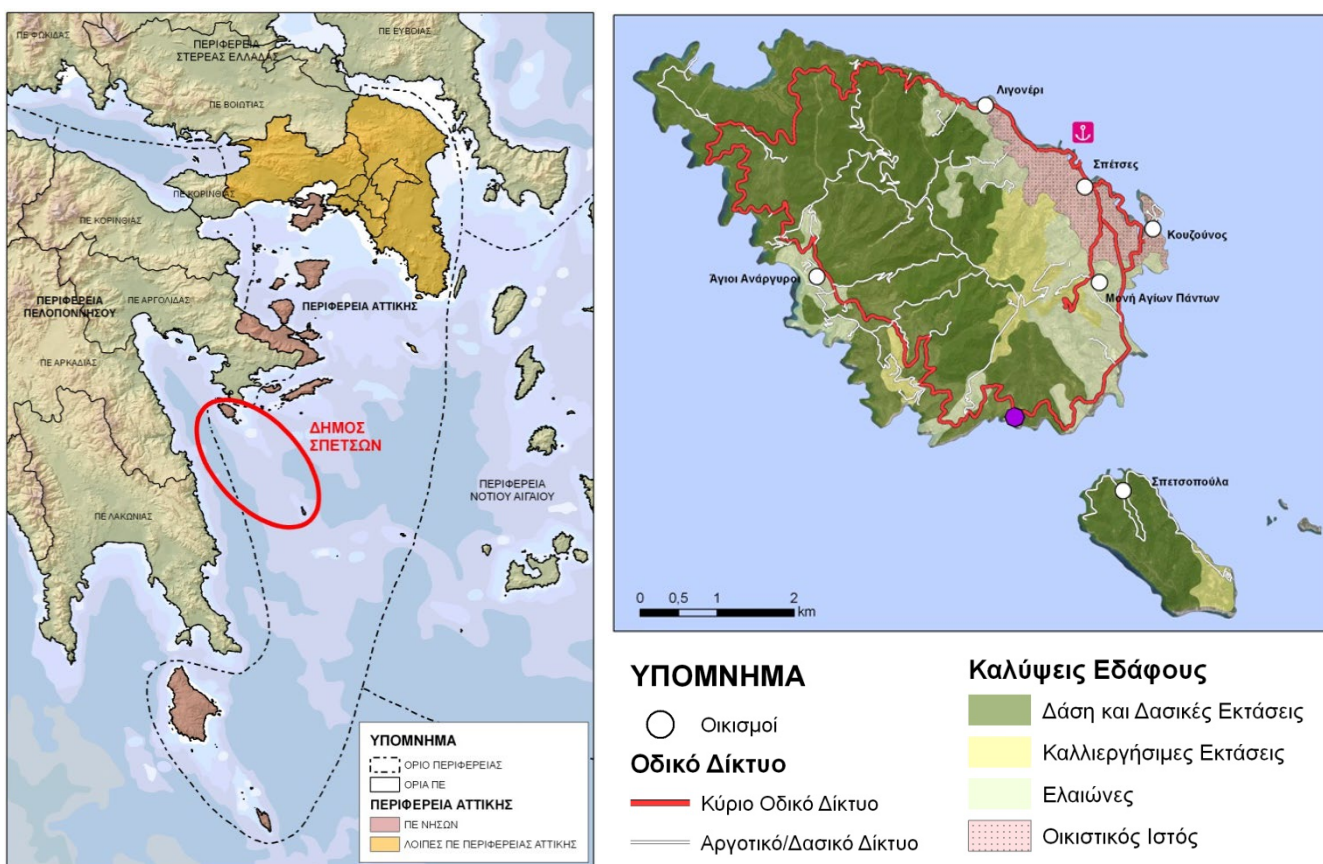 ΠΕ ΦΩΚΙΔΑΣ
ΠΕΡΙΦΕΡΕΙΑ
ΣΤΕΡΕΑΣ ΕΛΛΑΔΑΣ
ΠΕ ΕΥΒΟΙΑΣ
ΠΕ ΒΟΙΩΤΙΑΣ
ΠΕ ΚΟΡΙΝΘΙΑΣ
ΠΕ ΚΟΡΙΝΘΙΑΣ
ΠΕΡΙΦΕΡΕΙΑ
ΠΕΛΟΠΟΝΝΗΣΟΥ
ΠΕ ΑΡΓΟΛΙΔΑΣ
ΠΕΡΙΦΕΡΕΙΑ ΑΤΤΙΚΗΣ
ΠΕ ΑΡΚΑΔΙΑΣ
ΔΗΜΟΣ
ΣΠΕΤΣΩΝ
ΠΕΡΙΦΕΡΕΙΑ
ΝΟΤΙΟΥ ΑΙΓΑΙΟΥ
ΠΕ ΛΑΚΩΝΙΑΣ
ΥΠΟΜΝΗΜΑ
ΟΡΙΟ ΠΕΡΙΦΕΡΕΙΑΣ
ΟΡΙΑ ΠΕ
ΠΕΡΙΦΕΡΕΙΑ ΑΤΤΙΚΗΣ
ΠΕ ΝΗΣΩΝ
ΛΟΙΠΕΣ ΠΕ ΠΕΡΙΦΕΡΕΙΑΣ ΑΤΤΙΚΗΣ
Λιγονέρι
Σπέτσες
Κουζούνος
Άγιοι Ανάργυροι
Μονή Αγίων Πάντων
Σπετσοπούλα
0 0,5 1 2
km
ΥΠΟΜΝΗΜΑ
Οικισμοί
Οδικό Δίκτυο
Κύριο Οδικό Δίκτυο
Αργοτικό/Δασικό Δίκτυο
Καλύψεις Εδάφους
Δάση και Δασικές Εκτάσεις
Καλλιεργήσιμες Εκτάσεις
Ελαιώνες
Οικιστικός Ιστός